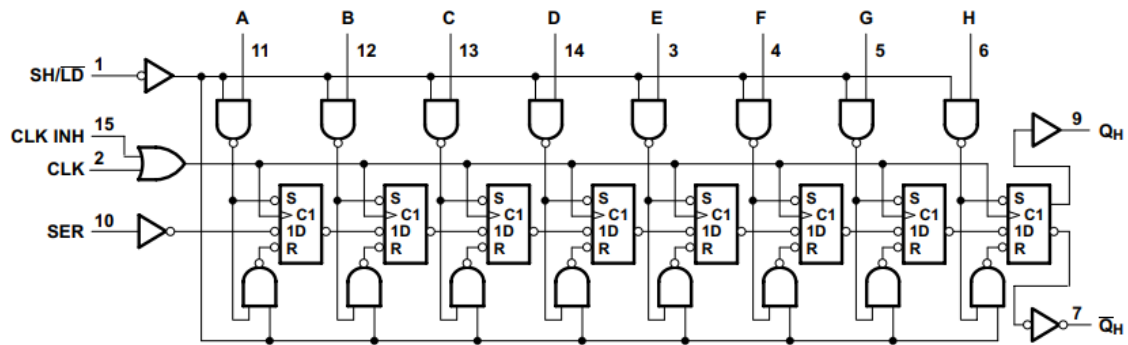 A B C D E F G H
11 12 13 14 3 4 5 6
SH/LD 1
CLK INH 15
CLK 2
SER 10
S S S S S S S S
C1 C1 C1 C1 C1 C1 C1 C1
1D 1D 1D 1D 1D 1D 1D 1D
R R R R R R R R
9 QH
7 QH